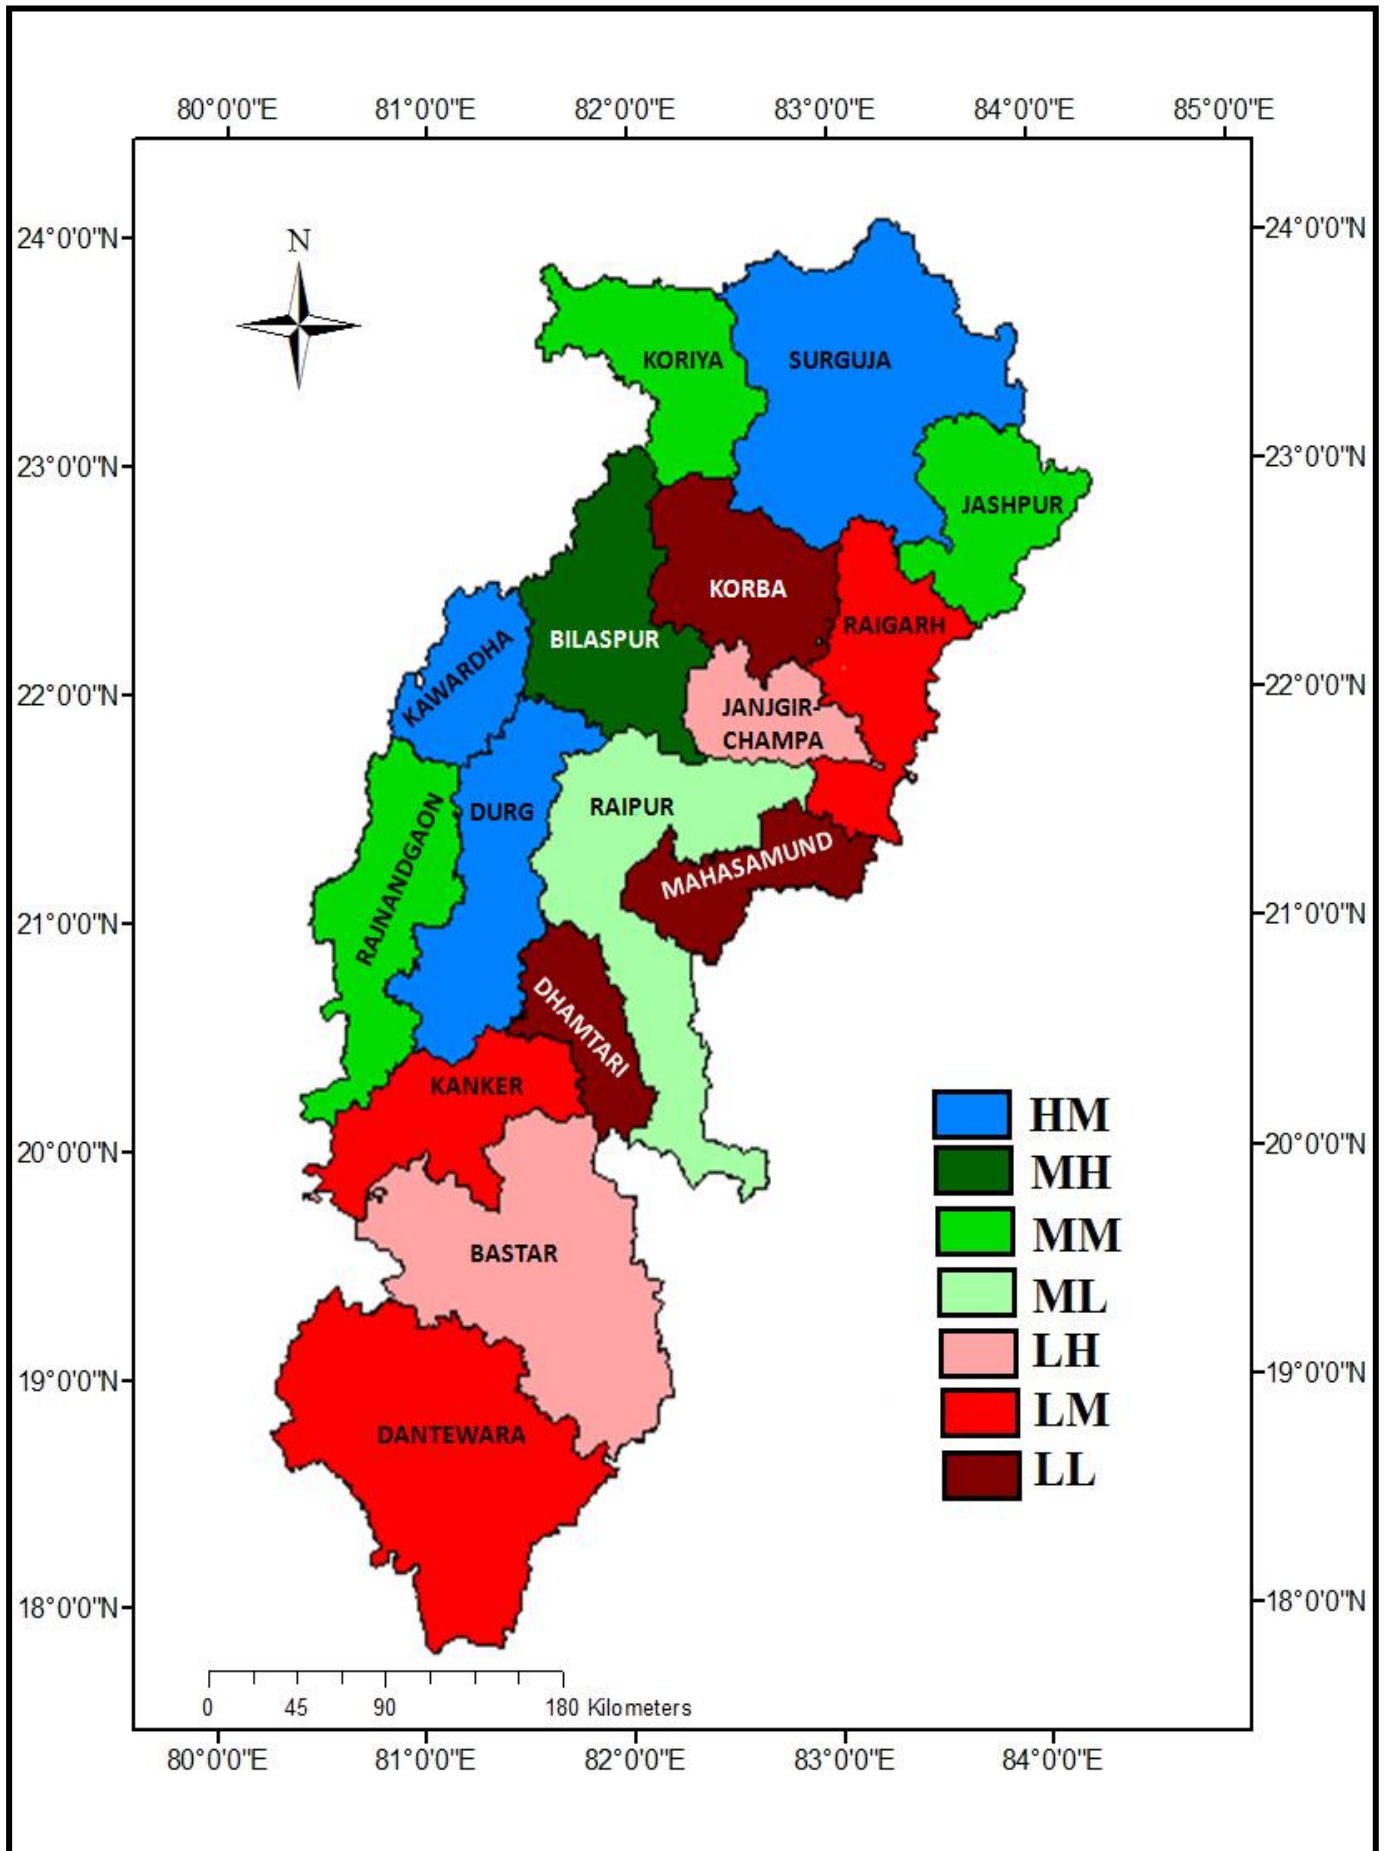 80°0'0"E 81°0'0"E 82°0'0"E 83°0'0"E 84°0'0"E 85°0'0"E
24°0'0"N
24°0'0"N
N
KORIYA
SURGUJA
23°0'0"N
23°0'0"N
JASHPUR
KORBA
RAIGARH
BILASPUR
KAWARDHA
22°0'0"N
22°0'0"N
JANJGIR-
CHAMPA
RAJNANDGAON
DURG
RAIPUR
MAHASAMUND
21°0'0"N
21°0'0"N
DHAMTARI
KANKER
HM
20°0'0"N
20°0'0"N
MH
MM
BASTAR
ML
LH
19°0'0"N
19°0'0"N
LM
DANTEWARA
LL
18°0'0"N
18°0'0"N
0 45 90 180 Kilometers
80°0'0"E 81°0'0"E 82°0'0"E 83°0'0"E 84°0'0"E